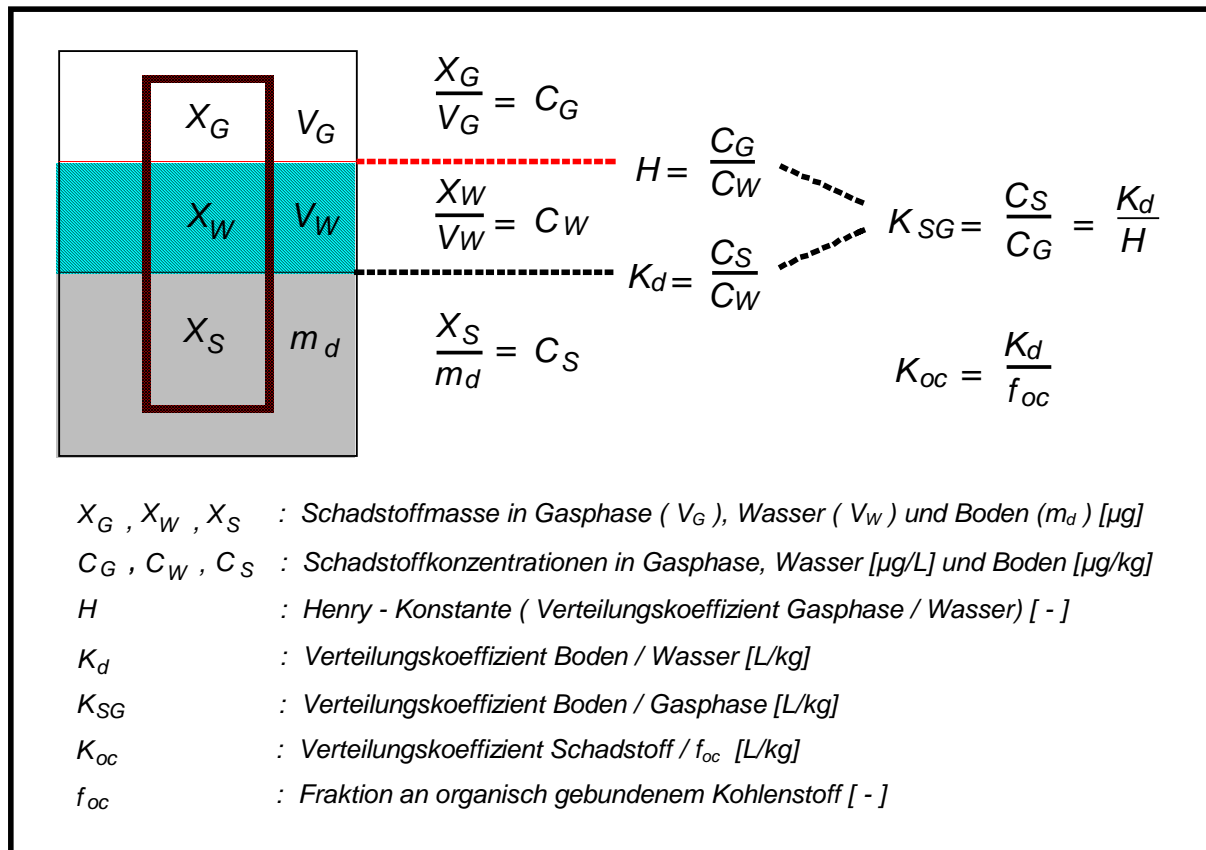 X_G V_G
X_W V_W
X_S m_d
X_G / V_G = C_G
X_W / V_W = C_W
X_S / m_d = C_S
H = C_G / C_W
K_d = C_S / C_W
K_SG = C_S / C_G = K_d / H
K_oc = K_d / f_oc
X_G , X_W , X_S : Schadstoffmasse in Gasphase ( V_G ), Wasser ( V_W ) und Boden (m_d ) [µg]
C_G , C_W , C_S : Schadstoffkonzentrationen in Gasphase, Wasser [µg/L] und Boden [µg/kg]
H : Henry - Konstante ( Verteilungskoeffizient Gasphase / Wasser) [ - ]
K_d : Verteilungskoeffizient Boden / Wasser [L/kg]
K_SG : Verteilungskoeffizient Boden / Gasphase [L/kg]
K_oc : Verteilungskoeffizient Schadstoff / f_oc [L/kg]
f_oc : Fraktion an organisch gebundenem Kohlenstoff [ - ]